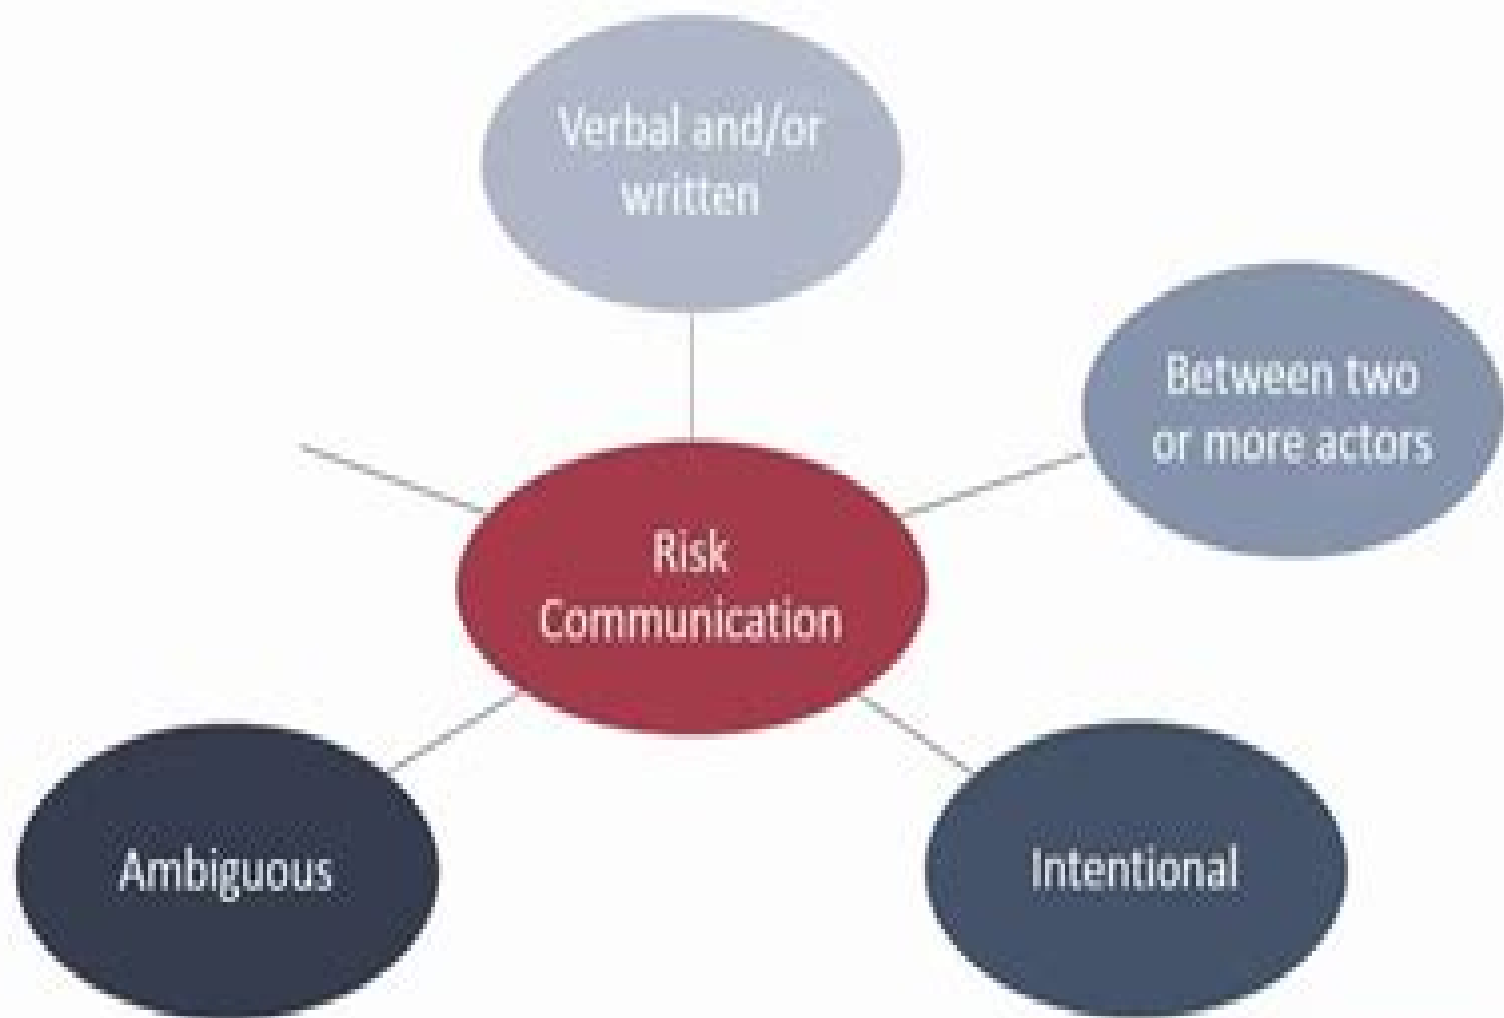 Verbal and/or
written
Between two
or more actors
Risk
Communication
Ambiguous
Intentional